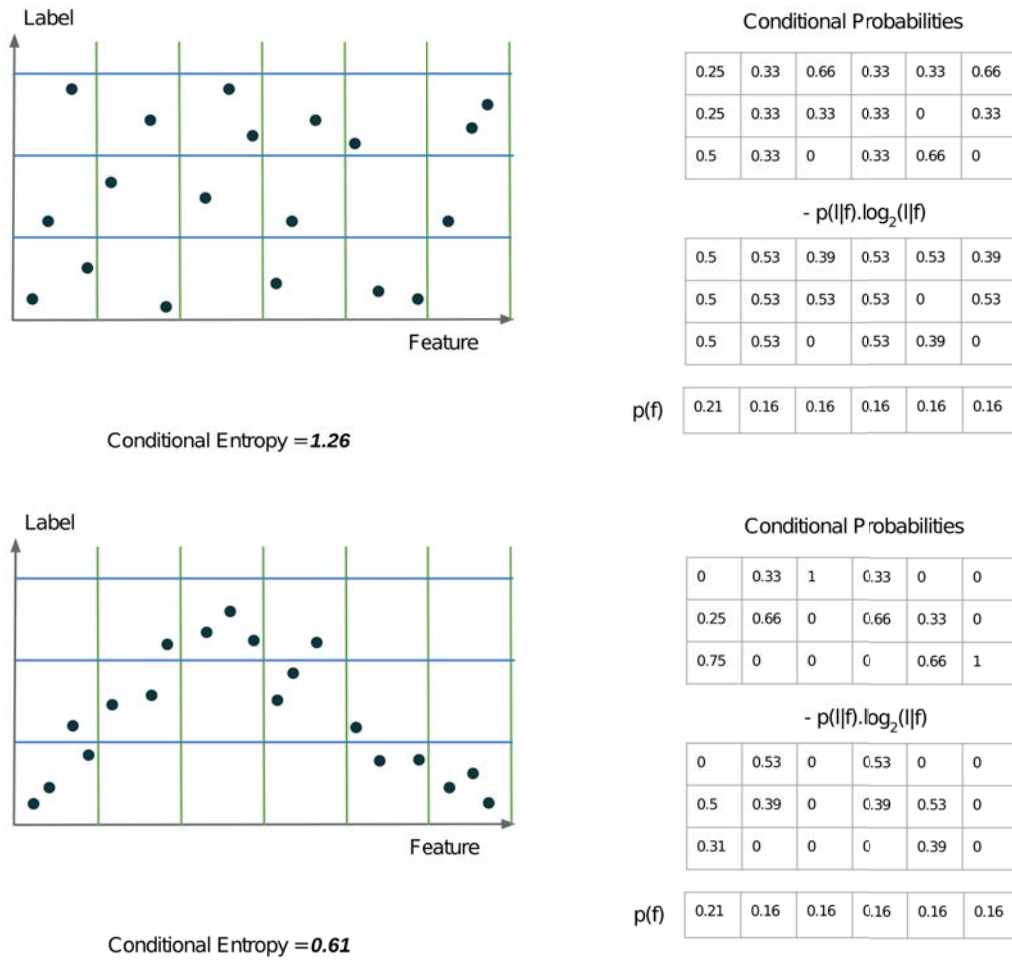 Label
Feature
Conditional Entropy = 1.26
Conditional Probabilities
0.25 0.33 0.66 0.33 0.33 0.66
0.25 0.33 0.33 0.33 0 0.33
0.5 0.33 0 0.33 0.66 0
- p(l|f).log₂(l|f)
0.5 0.53 0.39 0.53 0.53 0.39
0.5 0.53 0.53 0.53 0 0.53
0.5 0.53 0 0.53 0.39 0
p(f) 0.21 0.16 0.16 0.16 0.16 0.16
Label
Feature
Conditional Entropy = 0.61
Conditional Probabilities
0 0.33 1 0.33 0 0
0.25 0.66 0 0.66 0.33 0
0.75 0 0 0 0.66 1
- p(l|f).log₂(l|f)
0 0.53 0 0.53 0 0
0.5 0.39 0 0.39 0.53 0
0.31 0 0 0 0.39 0
p(f) 0.21 0.16 0.16 0.16 0.16 0.16